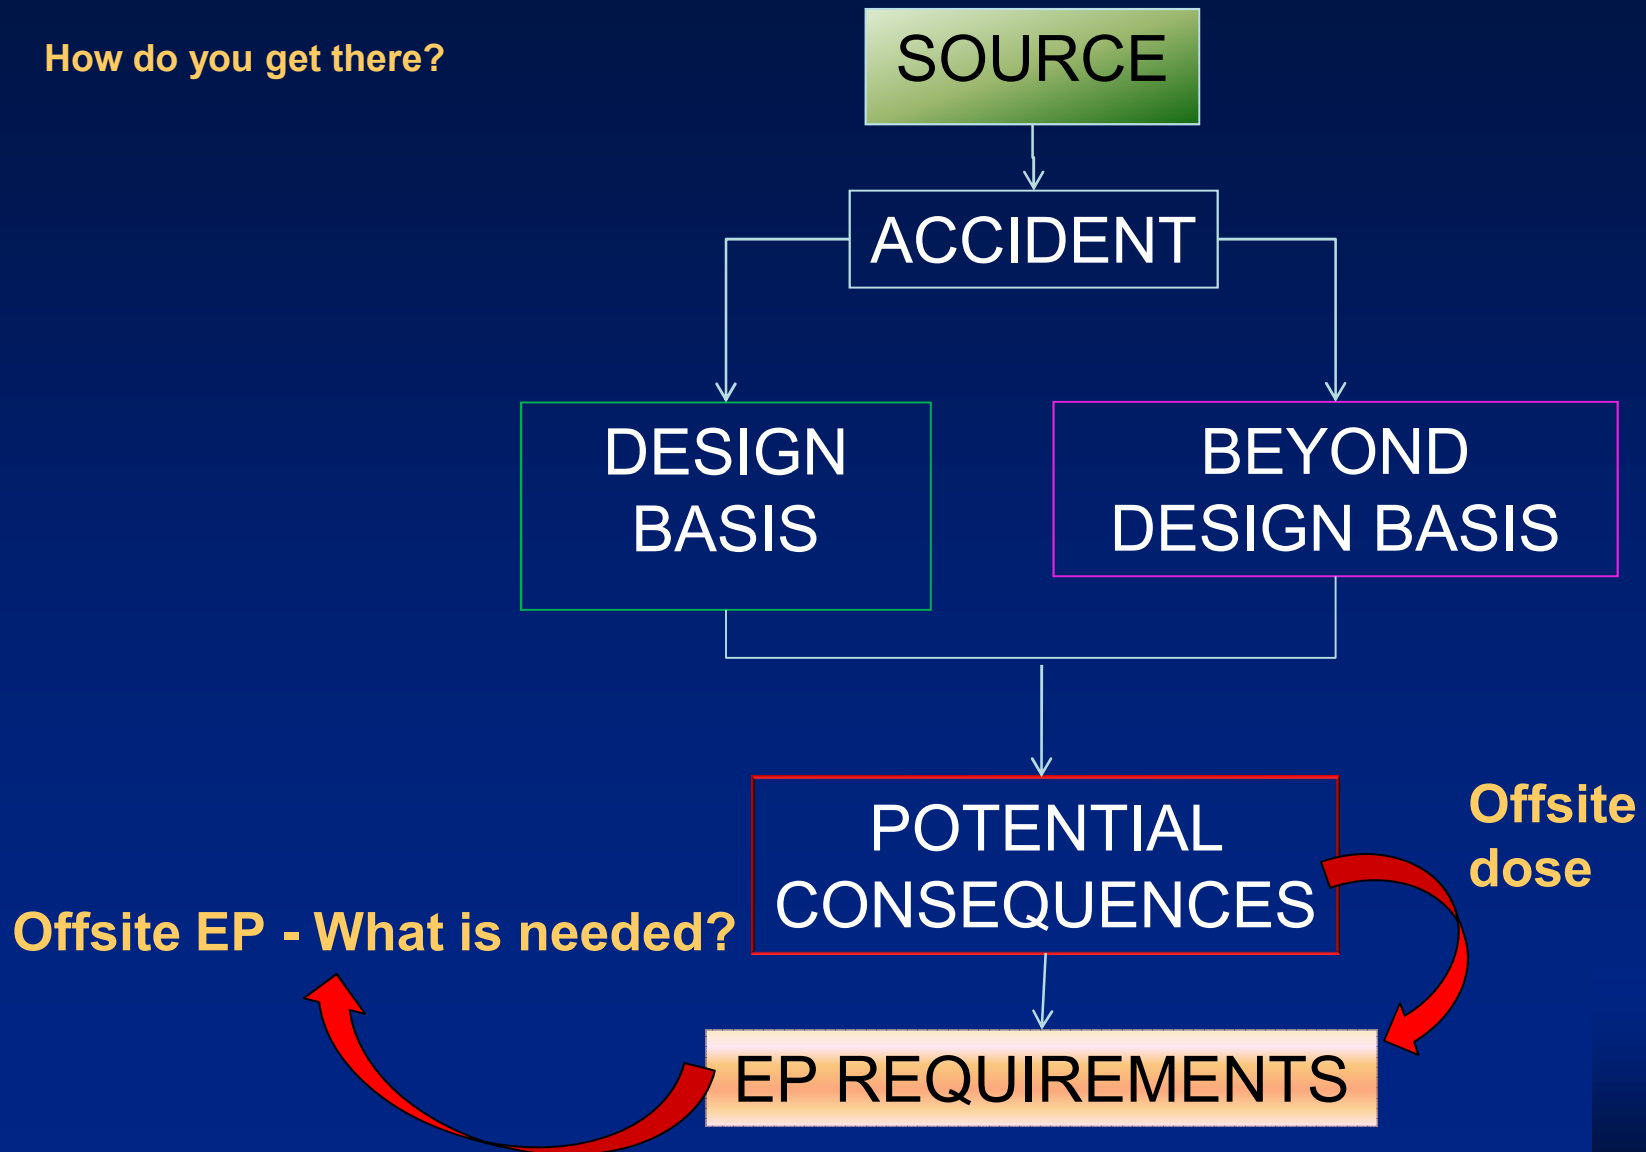 How do you get there?
SOURCE
ACCIDENT
DESIGN
BASIS
BEYOND
DESIGN BASIS
POTENTIAL
CONSEQUENCES
Offsite
dose
Offsite EP - What is needed?
EP REQUIREMENTS